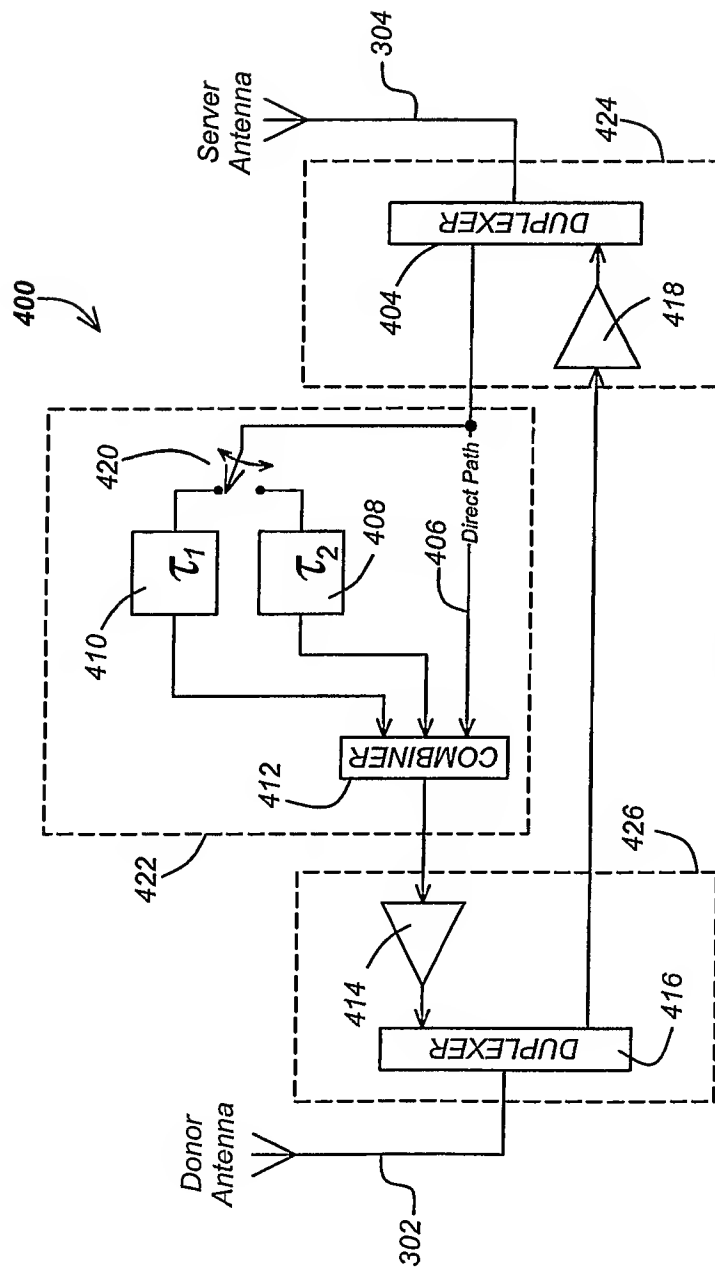 400
Server
Antenna
304
424
DUPLEXER
404
418
420
τ1
410
τ2
408
Direct Path
406
COMBINER
412
422
426
414
DUPLEXER
416
Donor
Antenna
302